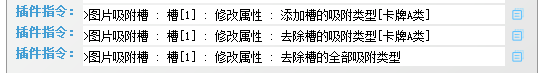 插件指令: >图片吸附槽 : 槽[1] : 修改属性 : 添加槽的吸附类型[卡牌A类]
插件指令: >图片吸附槽 : 槽[1] : 修改属性 : 去除槽的吸附类型[卡牌A类]
插件指令: >图片吸附槽 : 槽[1] : 修改属性 : 去除槽的全部吸附类型